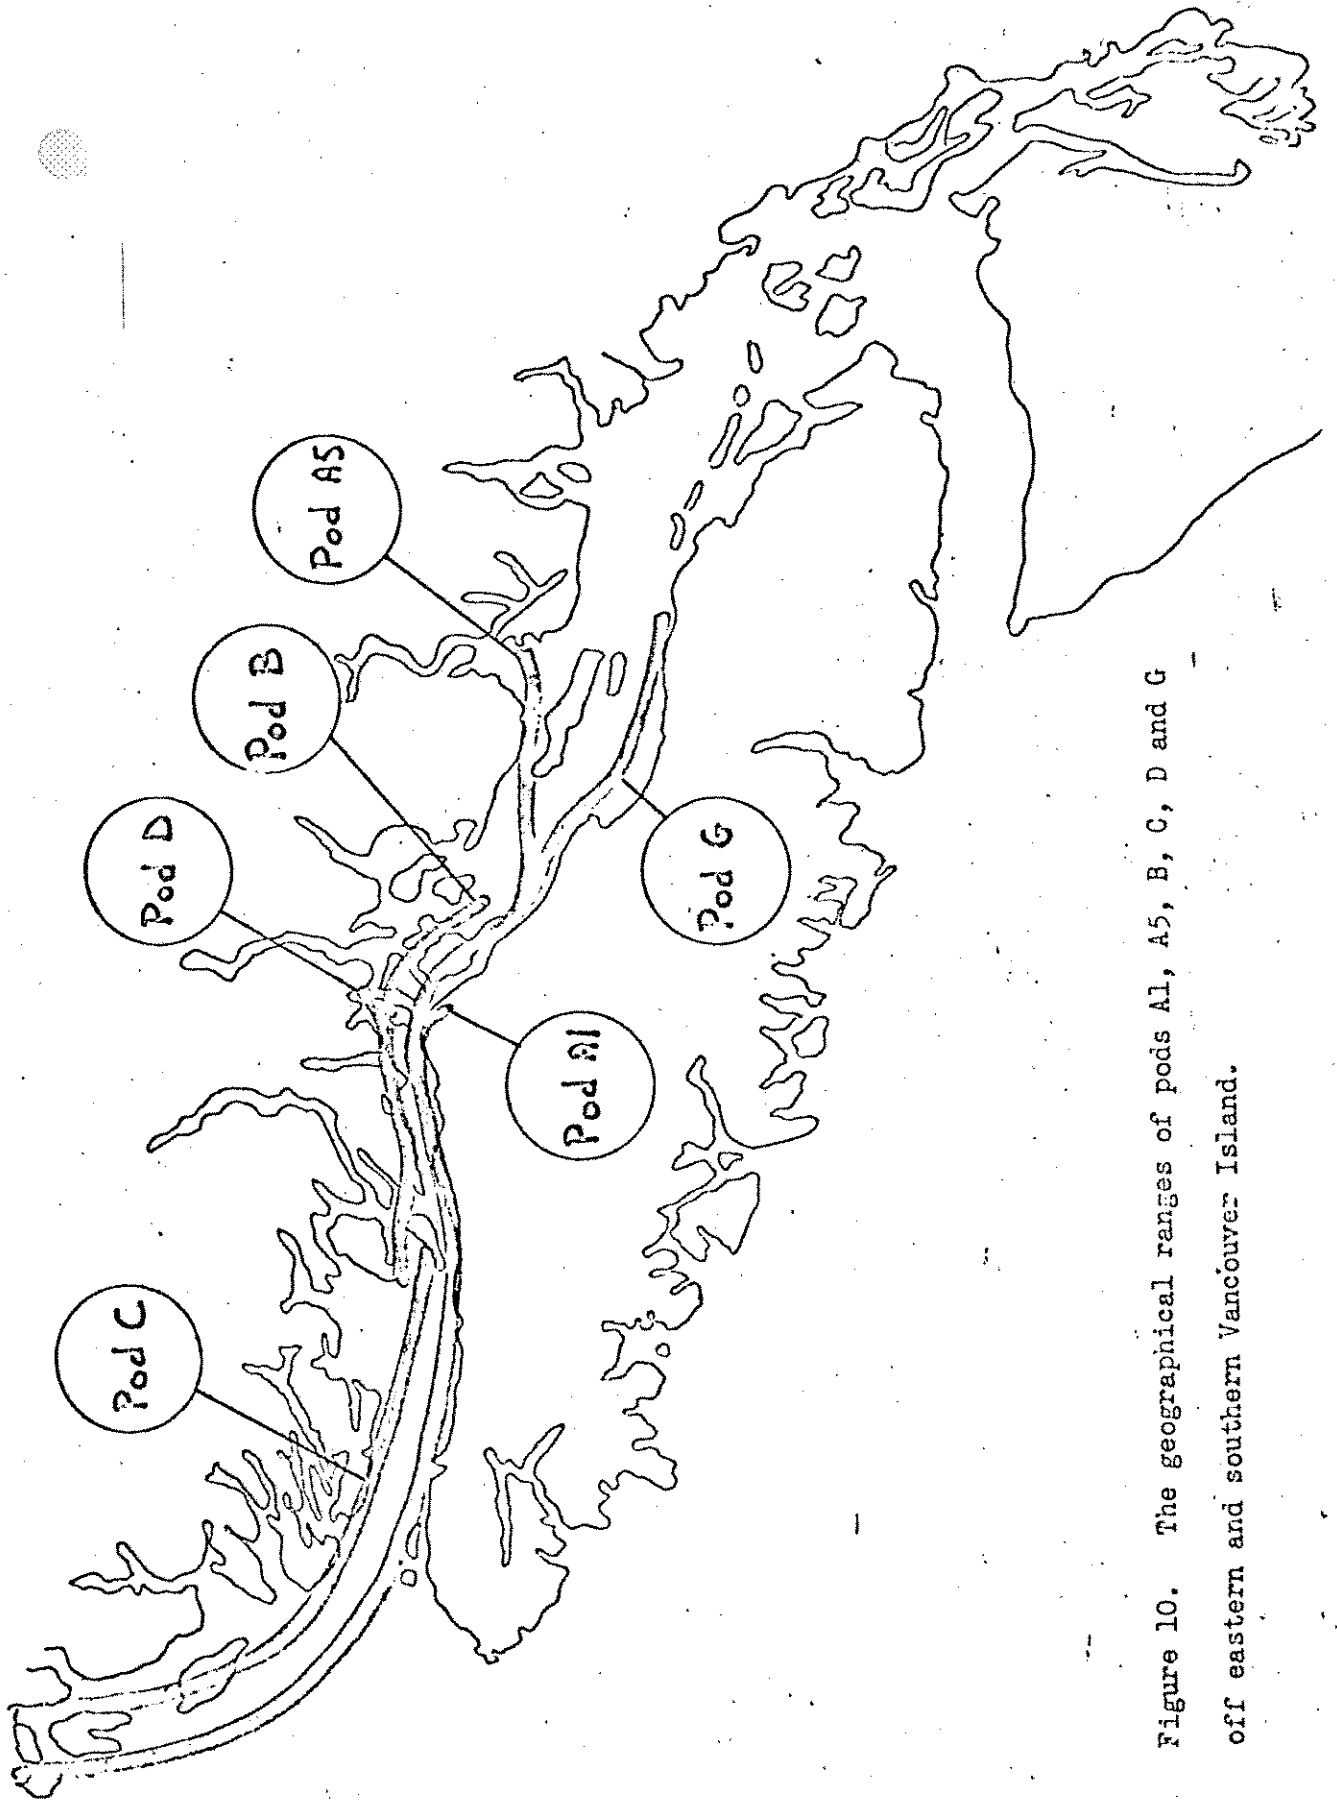 Pod C
Pod D
Pod B
Pod A5
Pod A1
Pod G
Figure 10. The geographical ranges of pods A1, A5, B, C, D and G
off eastern and southern Vancouver Island.